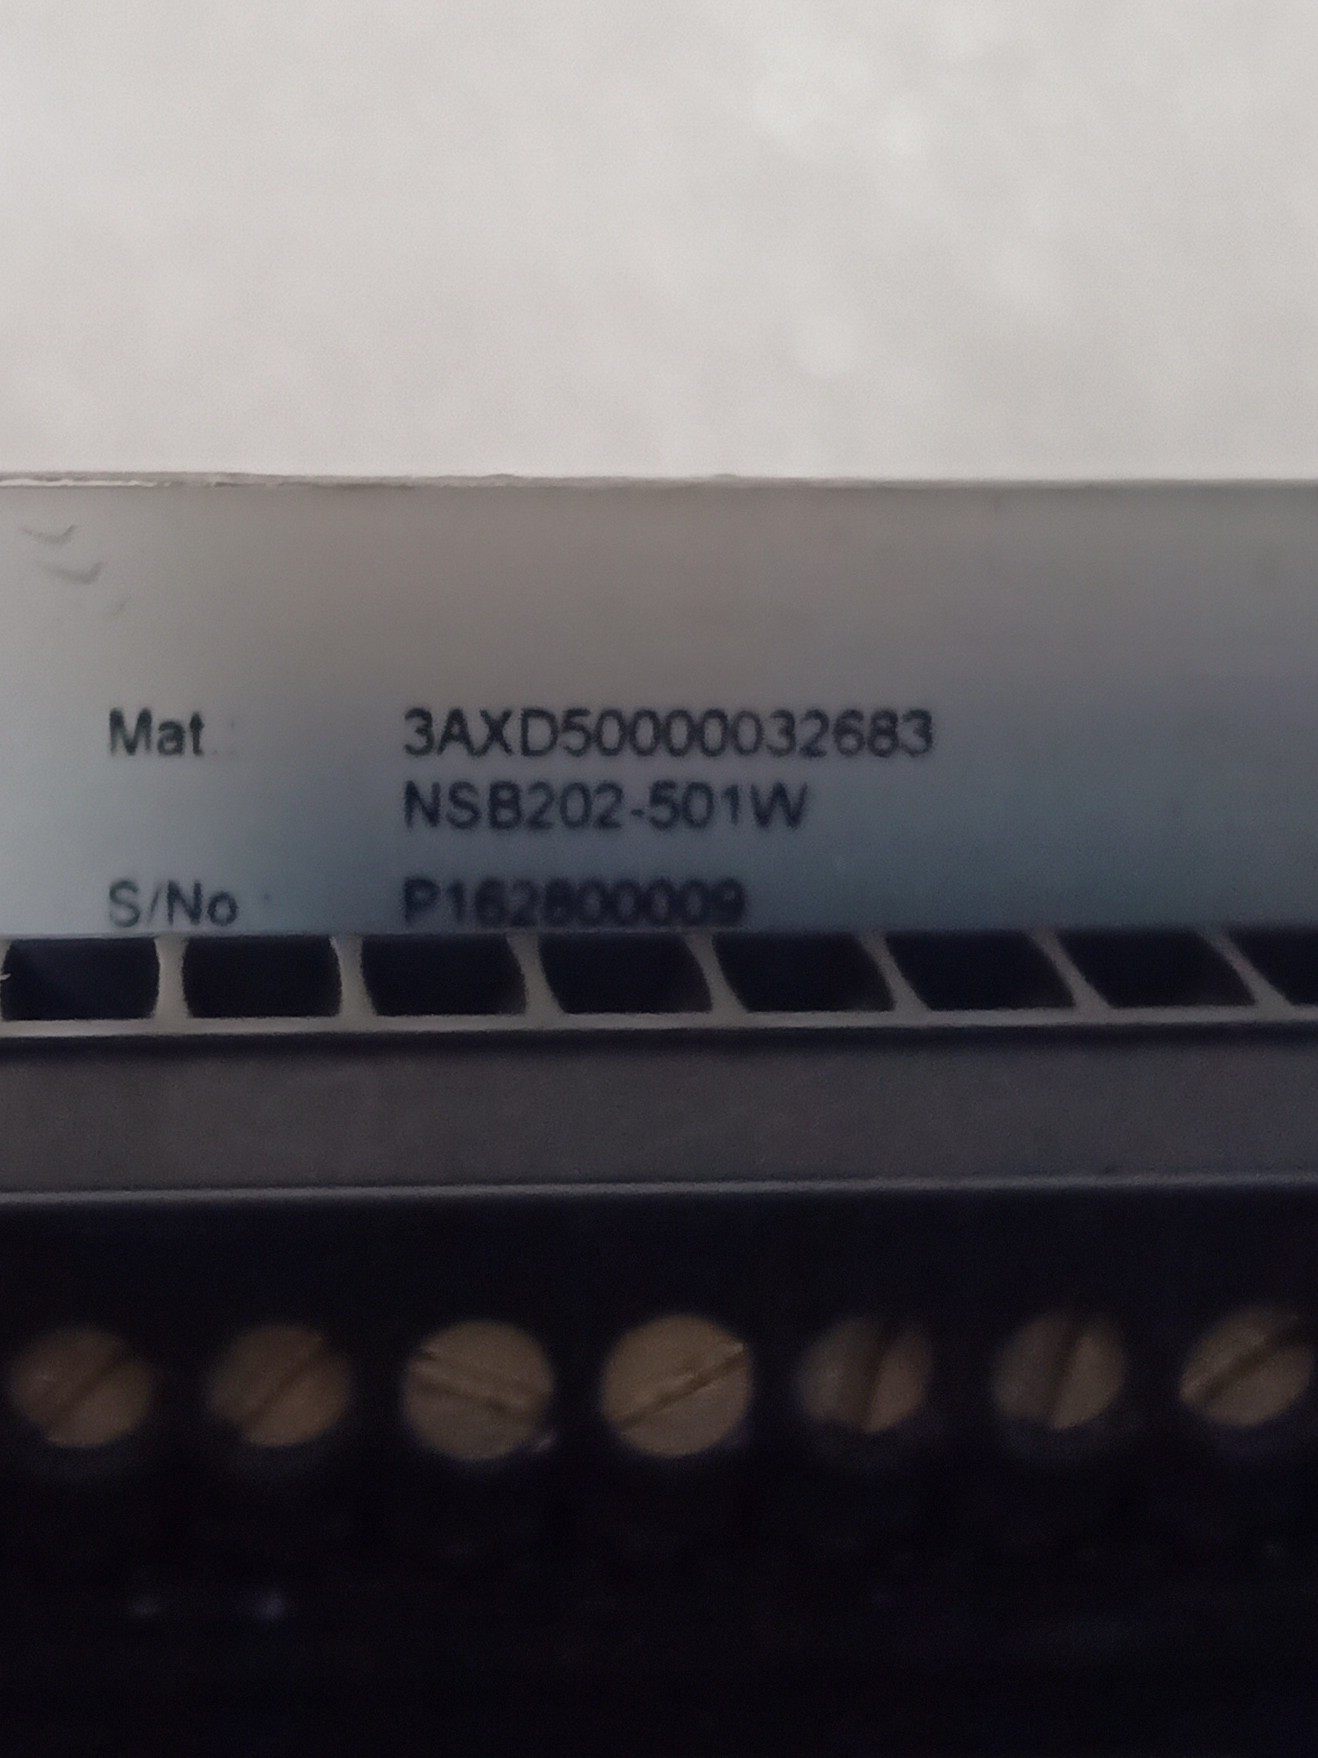 Mat. : 3AXD50000032683
NSB202-501W
S/No : P162800009